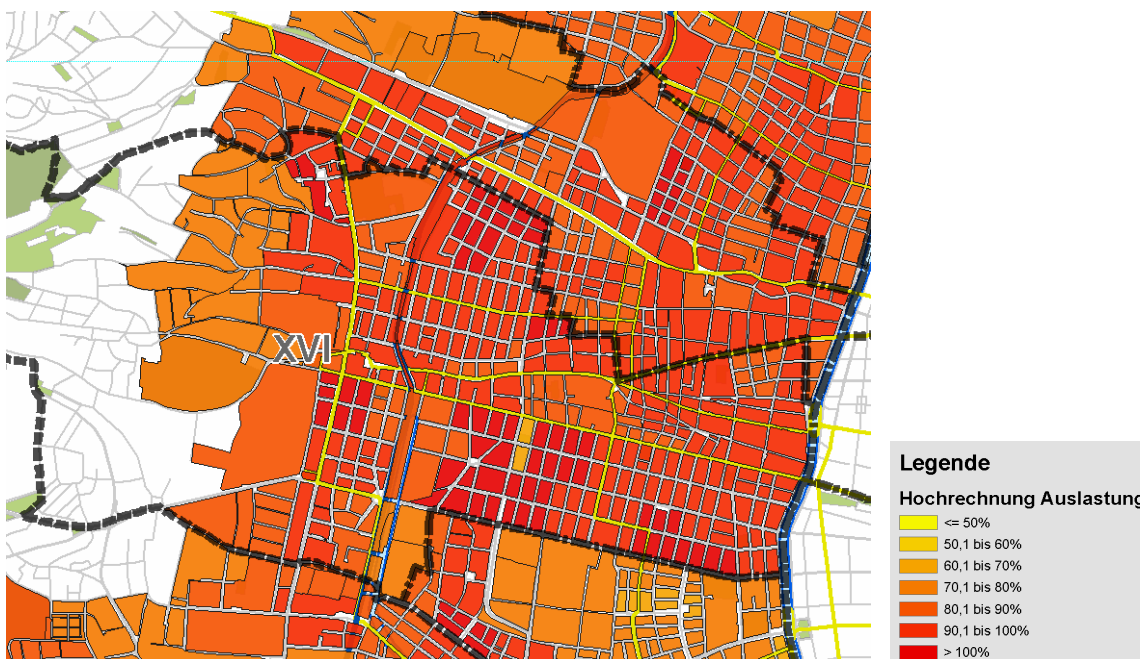 XVI
Legende
Hochrechnung Auslastung
<= 50%
50,1 bis 60%
60,1 bis 70%
70,1 bis 80%
80,1 bis 90%
90,1 bis 100%
> 100%